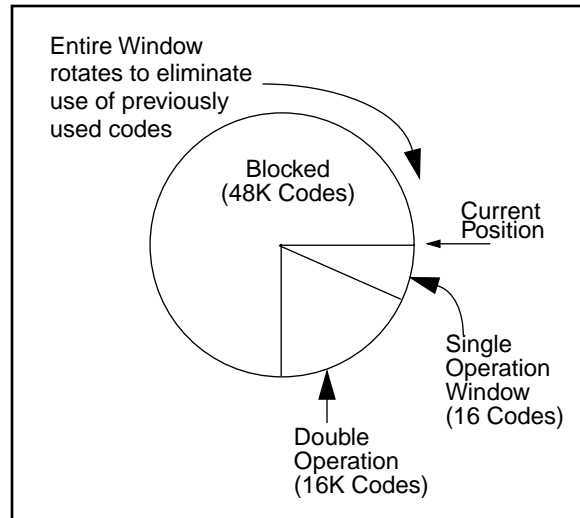 Entire Window
rotates to eliminate
use of previously
used codes
Blocked
(48K Codes)
Current
Position
Single
Operation
Window
(16 Codes)
Double
Operation
(16K Codes)